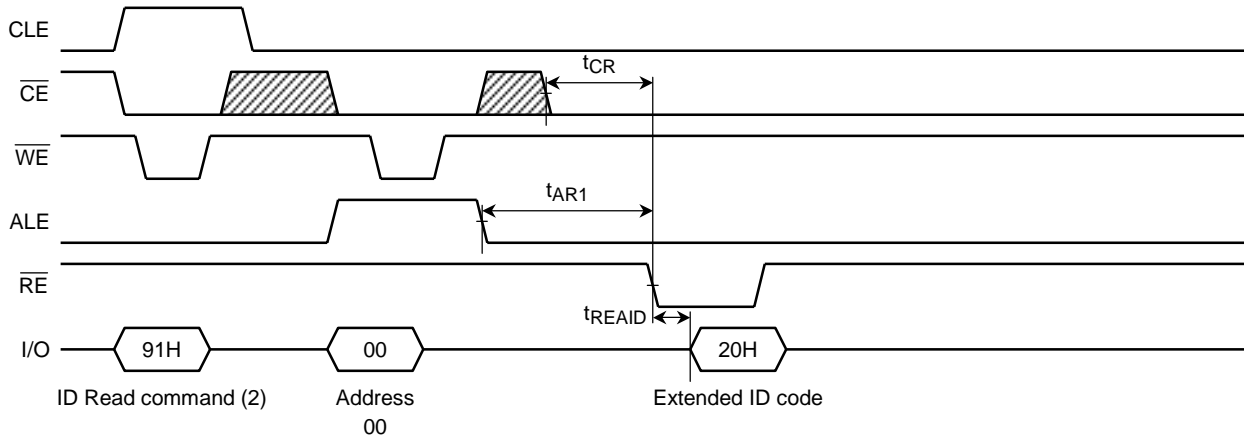 CLE
tCR
CE
WE
tAR1
ALE
RE
tREAID
I/O 91H 00 20H
ID Read command (2) Address Extended ID code
00